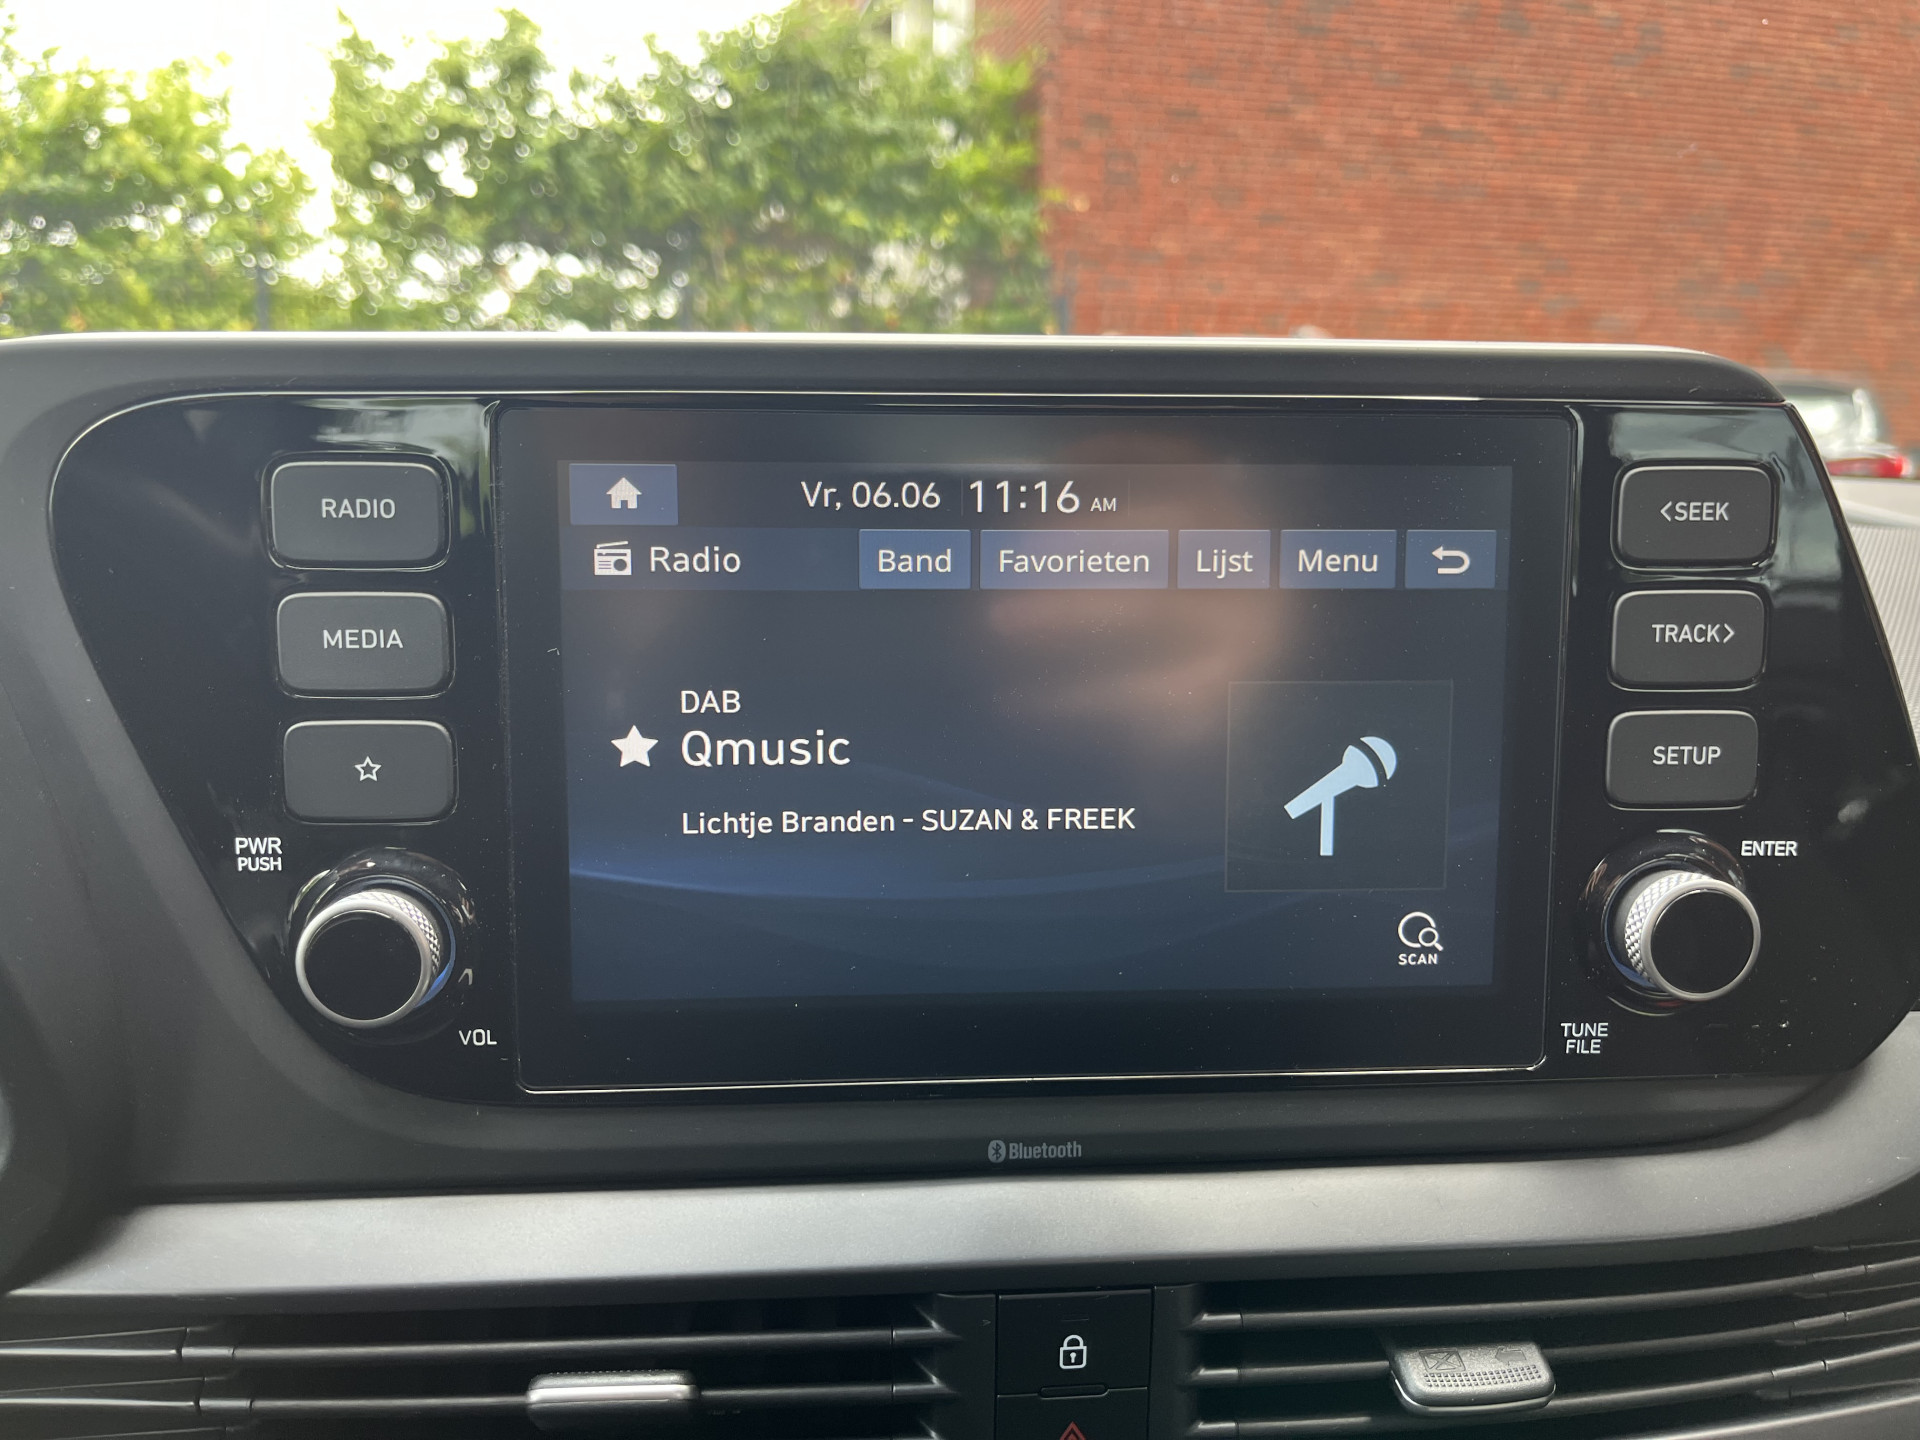 Vr, 06.06 11:16 AM
Radio Band Favorieten Lijst Menu
DAB
Qmusic
Lichtje Branden - SUZAN & FREEK
SCAN
RADIO
MEDIA
PWR
PUSH
VOL
<SEEK
TRACK>
SETUP
ENTER
TUNE
FILE
Bluetooth